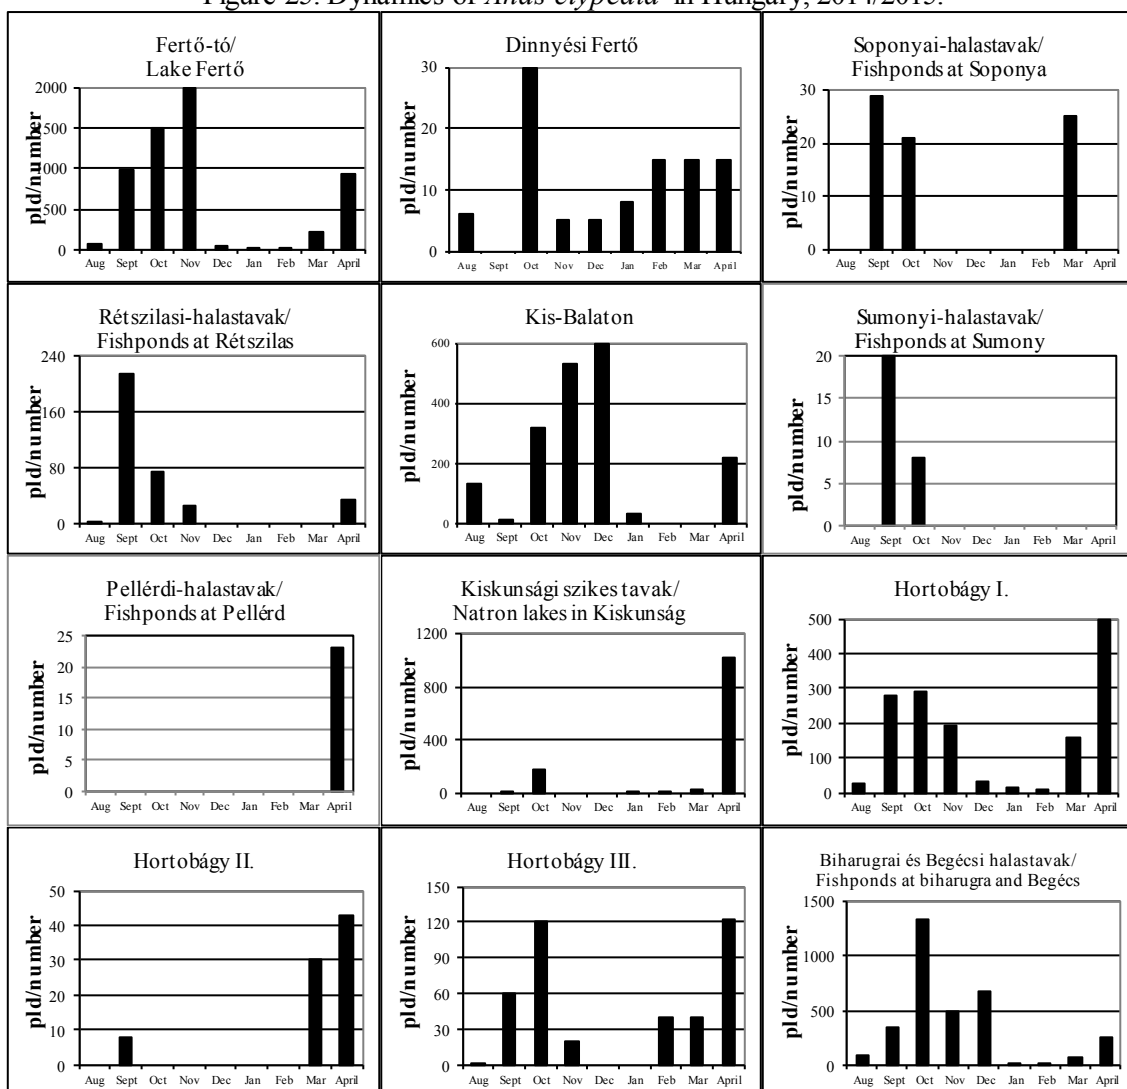 Figure Dynamics of Anas clypeata in Hungary, 2014/2015.
Fertő-tó/
Lake Fertő
pld/number
2000
1500
1000
500
0
Aug Sept Oct Nov Dec Jan Feb Mar April
Dinnyési Fertő
pld/number
30
20
10
0
Aug Sept Oct Nov Dec Jan Feb Mar April
Soponyai-halastavak/
Fishponds at Soponya
pld/number
30
20
10
0
Aug Sept Oct Nov Dec Jan Feb Mar April
Rétszilasi-halastavak/
Fishponds at Rétszilas
pld/number
240
160
80
0
Aug Sept Oct Nov Dec Jan Feb Mar April
Kis-Balaton
pld/number
600
400
200
0
Aug Sept Oct Nov Dec Jan Feb Mar April
Sumonyi-halastavak/
Fishponds at Sumony
pld/number
20
15
10
5
0
Aug Sept Oct Nov Dec Jan Feb Mar April
Pellérdi-halastavak/
Fishponds at Pellérd
pld/number
25
20
15
10
5
0
Aug Sept Oct Nov Dec Jan Feb Mar April
Kiskunsági szikes tavak/
Natron lakes in Kiskunság
pld/number
1200
800
400
0
Aug Sept Oct Nov Dec Jan Feb Mar April
Hortobágy I.
pld/number
500
400
300
200
100
0
Aug Sept Oct Nov Dec Jan Feb Mar April
Hortobágy II.
pld/number
50
40
30
20
10
0
Aug Sept Oct Nov Dec Jan Feb Mar April
Hortobágy III.
pld/number
150
120
90
60
30
0
Aug Sept Oct Nov Dec Jan Feb Mar April
Biharugrai és Begécsi halastavak/
Fishponds at biharugra and Begécs
pld/number
1500
1000
500
0
Aug Sept Oct Nov Dec Jan Feb Mar April